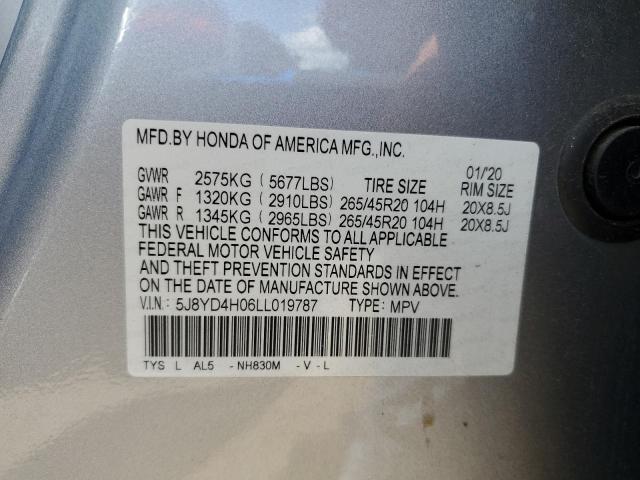 MFD.BY HONDA OF AMERICA MFG.,INC.
01/'20
GVWR 2575KG ( 5677LBS) TIRE SIZE RIM SIZE
GAWR F 1320KG ( 2910LBS) 265/45R20 104H 20X8.5J
GAWR R 1345KG ( 2965LBS) 265/45R20 104H 20X8.5J
THIS VEHICLE CONFORMS TO ALL APPLICABLE
FEDERAL MOTOR VEHICLE SAFETY
AND THEFT PREVENTION STANDARDS IN EFFECT
ON THE DATE OF MANUFACTURE SHOWN ABOVE.
V.I.N.: 5J8YD4H06LL019787 TYPE: MPV
TYS L AL5 - NH830M - V - L